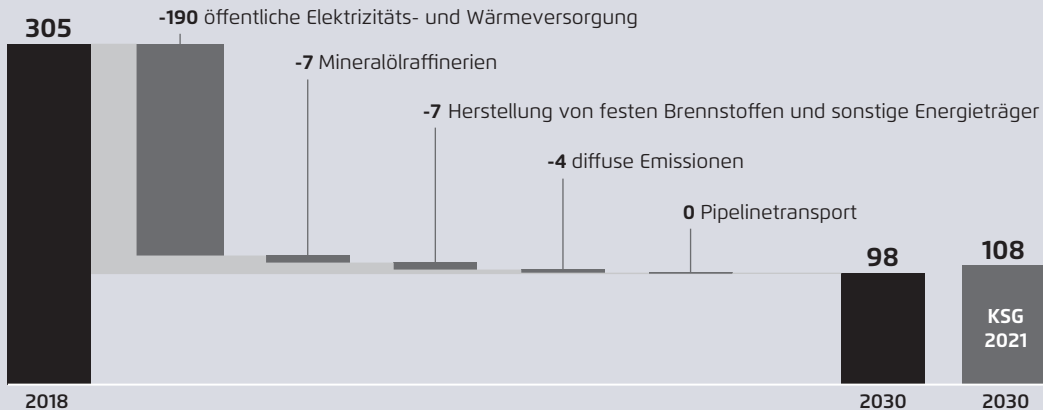 305
-190 öffentliche Elektrizitäts- und Wärmeversorgung
-7 Mineralölraffinerien
-7 Herstellung von festen Brennstoffen und sonstige Energieträger
-4 diffuse Emissionen
0 Pipelinetransport
98
108
KSG
2021
2018
2030
2030